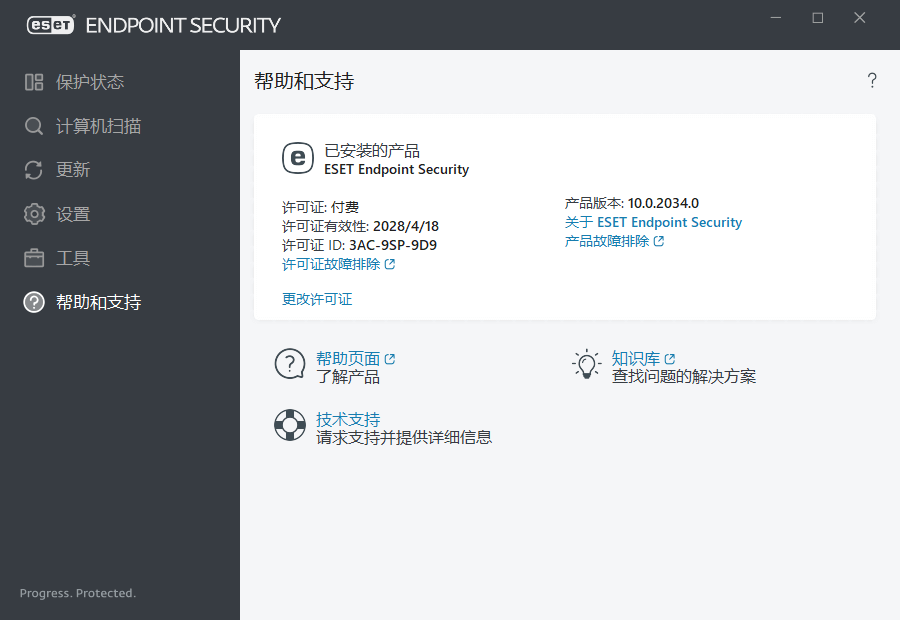 eset ENDPOINT SECURITY
保护状态
计算机扫描
更新
设置
工具
帮助和支持
Progress. Protected.
帮助和支持
?
已安装的产品
ESET Endpoint Security
许可证: 付费
许可证有效性: 2028/4/18
许可证 ID: 3AC-9SP-9D9
许可证故障排除
更改许可证
产品版本: 10.0.2034.0
关于 ESET Endpoint Security
产品故障排除
帮助页面
了解产品
知识库
查找问题的解决方案
技术支持
请求支持并提供详细信息